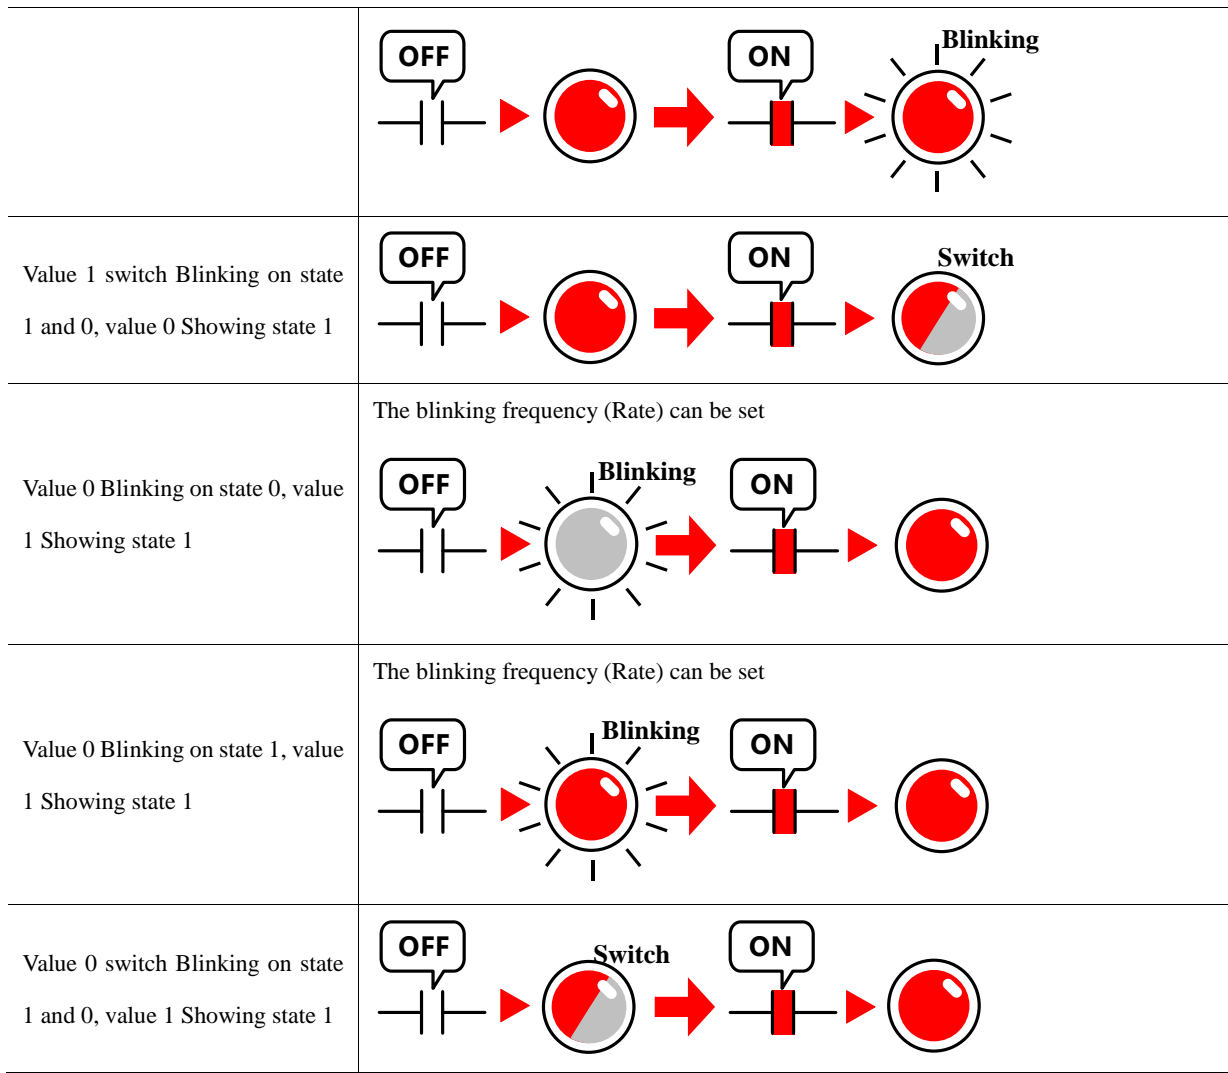 OFF
ON
Blinking
Value 1 switch Blinking on state
1 and 0, value 0 Showing state 1
OFF
ON
Switch
The blinking frequency (Rate) can be set
Value 0 Blinking on state 0, value
1 Showing state 1
OFF
Blinking
ON
The blinking frequency (Rate) can be set
Value 0 Blinking on state 1, value
1 Showing state 1
OFF
Blinking
ON
Value 0 switch Blinking on state
1 and 0, value 1 Showing state 1
OFF
Switch
ON